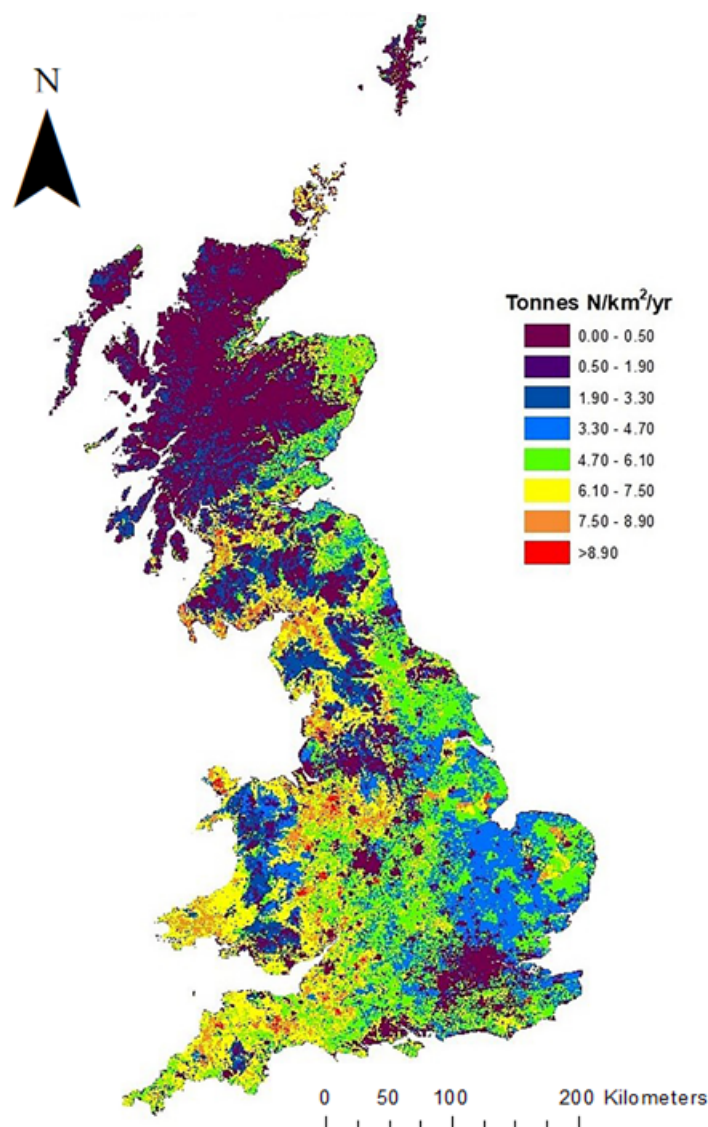 N
Tonnes N/km²/yr
0.00 - 0.50
0.50 - 1.90
1.90 - 3.30
3.30 - 4.70
4.70 - 6.10
6.10 - 7.50
7.50 - 8.90
>8.90
0 50 100 200 Kilometers